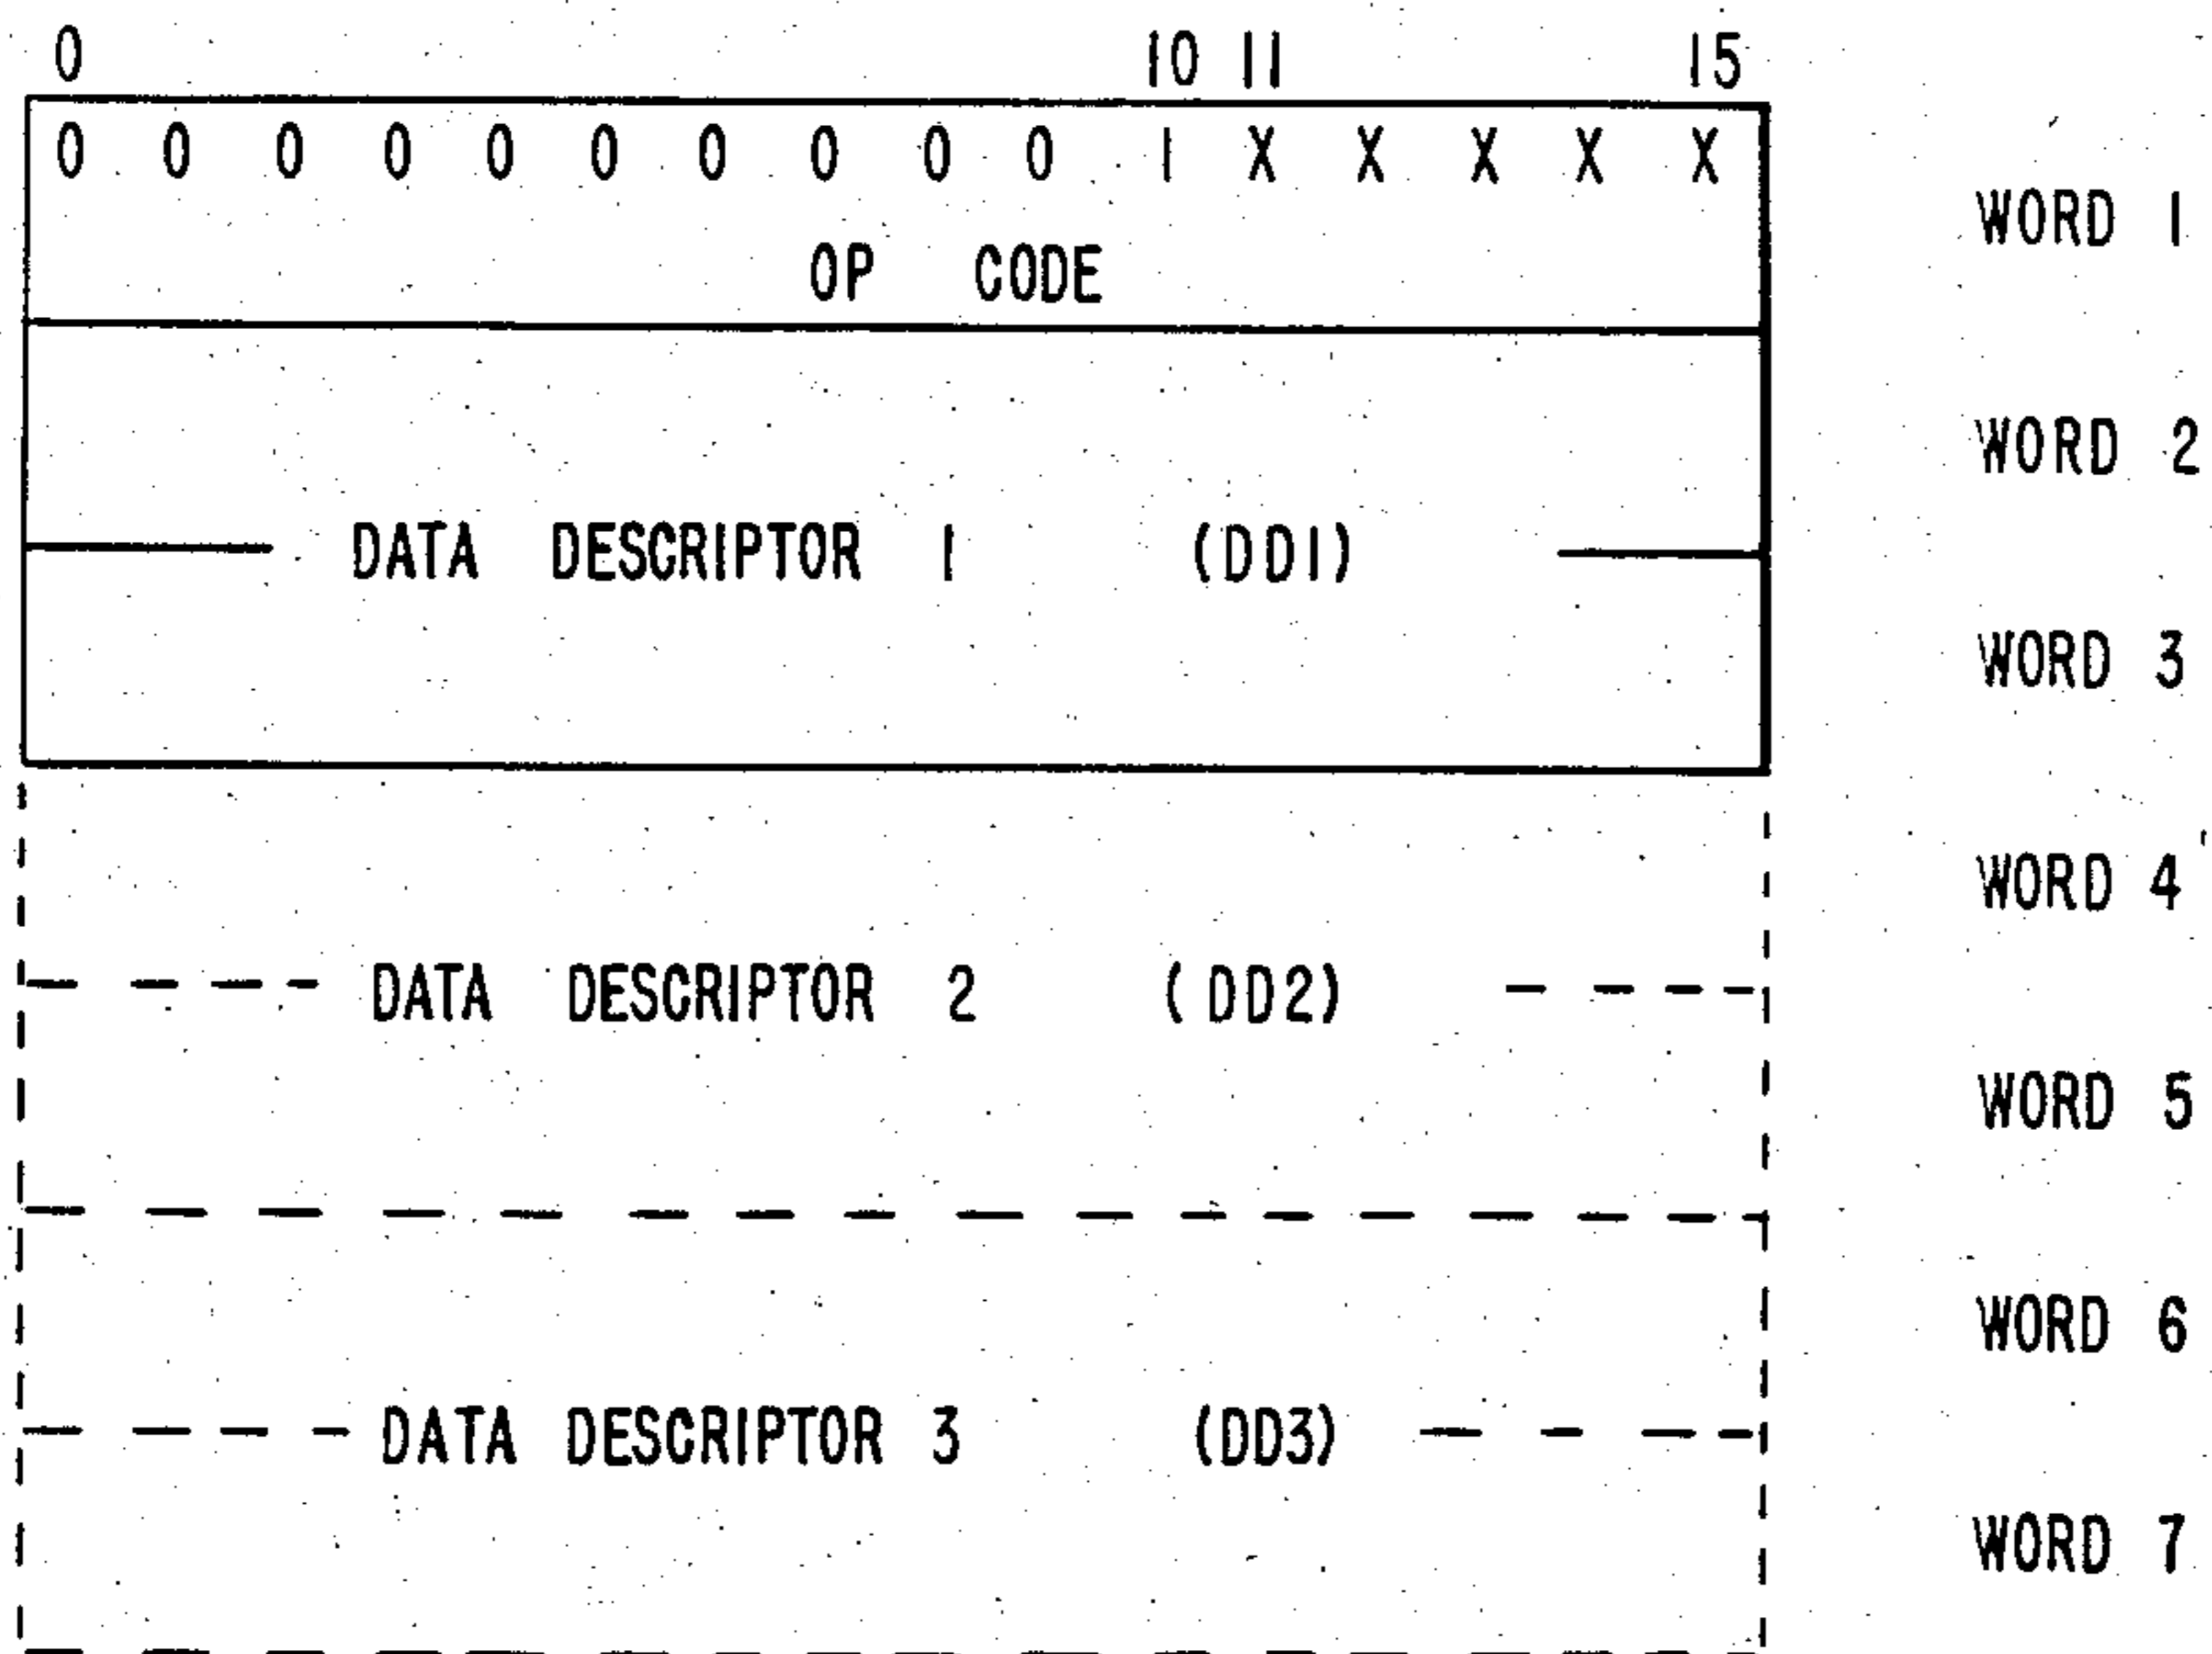 0 10 11 15
0 0 0 0 0 0 0 0 0 0 1 X X X X X
WORD 1
OP CODE
WORD 2
DATA DESCRIPTOR 1 (DD1)
WORD 3
WORD 4
DATA DESCRIPTOR 2 (DD2)
WORD 5
WORD 6
DATA DESCRIPTOR 3 (DD3)
WORD 7